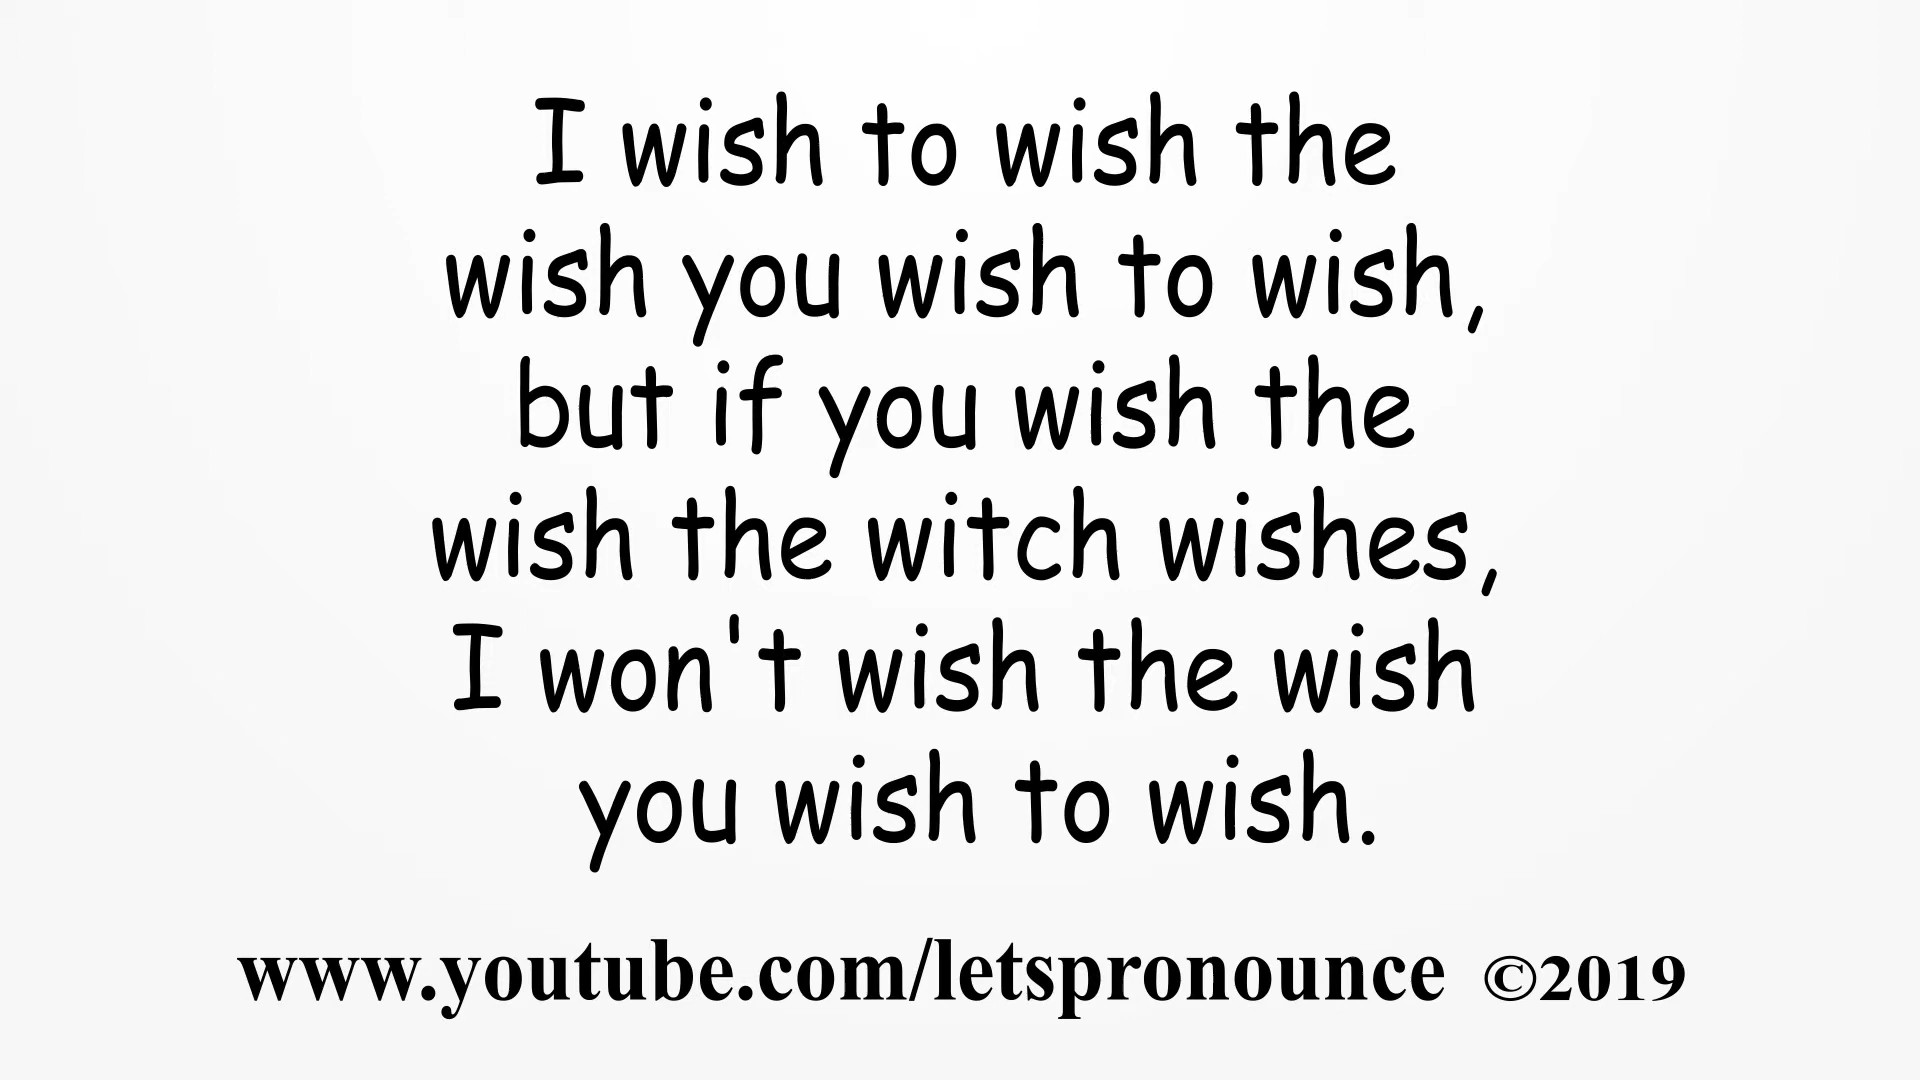 I wish to wish the
wish you wish to wish,
but if you wish the
wish the witch wishes,
I won't wish the wish
you wish to wish.
www.youtube.com/letspronounce ©2019